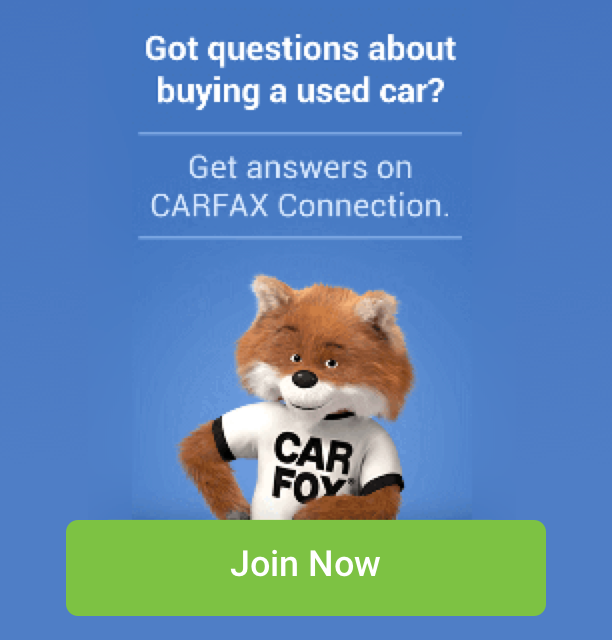 Got questions about
buying a used car?
Get answers on
CARFAX Connection.
CAR
FOX®
Join Now